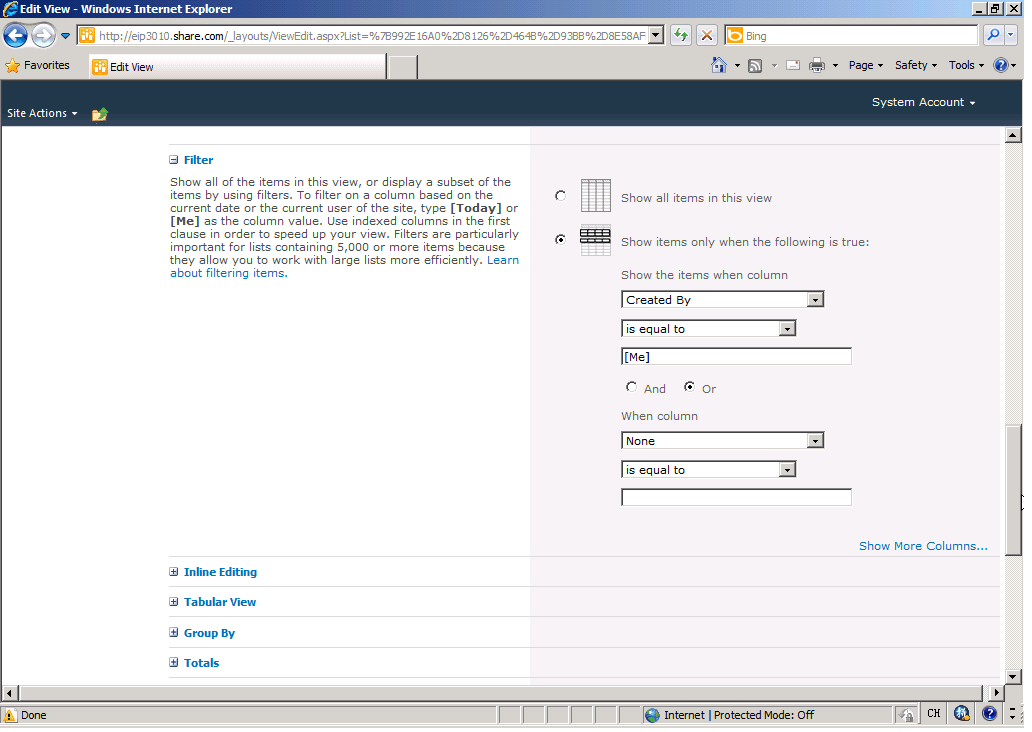 Edit View - Windows Internet Explorer
http://eip3010.share.com/_layouts/ViewEdit.aspx?List=%7B992E16A0%2D8126%2D464B%2D93BB%2D8E58AF
Bing
Favorites
Edit View
Page
Safety
Tools
System Account
Site Actions
Filter
Show all of the items in this view, or display a subset of the
items by using filters. To filter on a column based on the
current date or the current user of the site, type [Today] or
[Me] as the column value. Use indexed columns in the first
clause in order to speed up your view. Filters are particularly
important for lists containing 5,000 or more items because
they allow you to work with large lists more efficiently. Learn
about filtering items.
Show all items in this view
Show items only when the following is true:
Show the items when column
Created By
is equal to
[Me]
And Or
When column
None
is equal to
Show More Columns...
Inline Editing
Tabular View
Group By
Totals
Done
Internet | Protected Mode: Off
CH